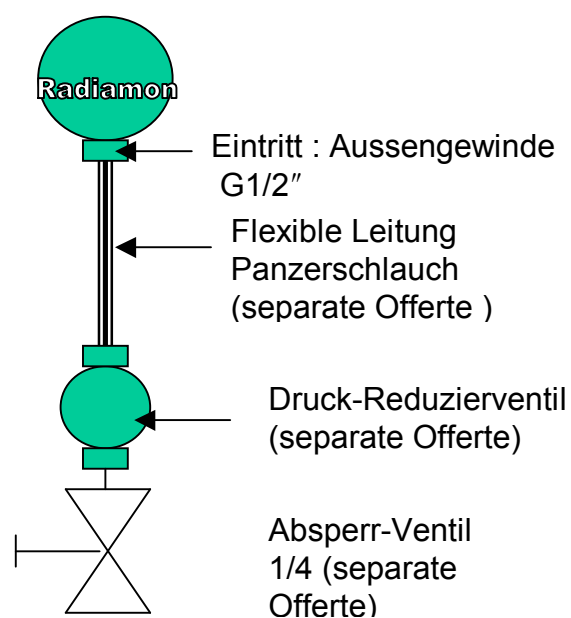 Radiamon
Eintritt : Aussengewinde
G1/2"
Flexible Leitung
Panzerschlauch
(separate Offerte )
Druck-Reduzierventil
(separate Offerte)
Absperr-Ventil
1/4 (separate
Offerte)